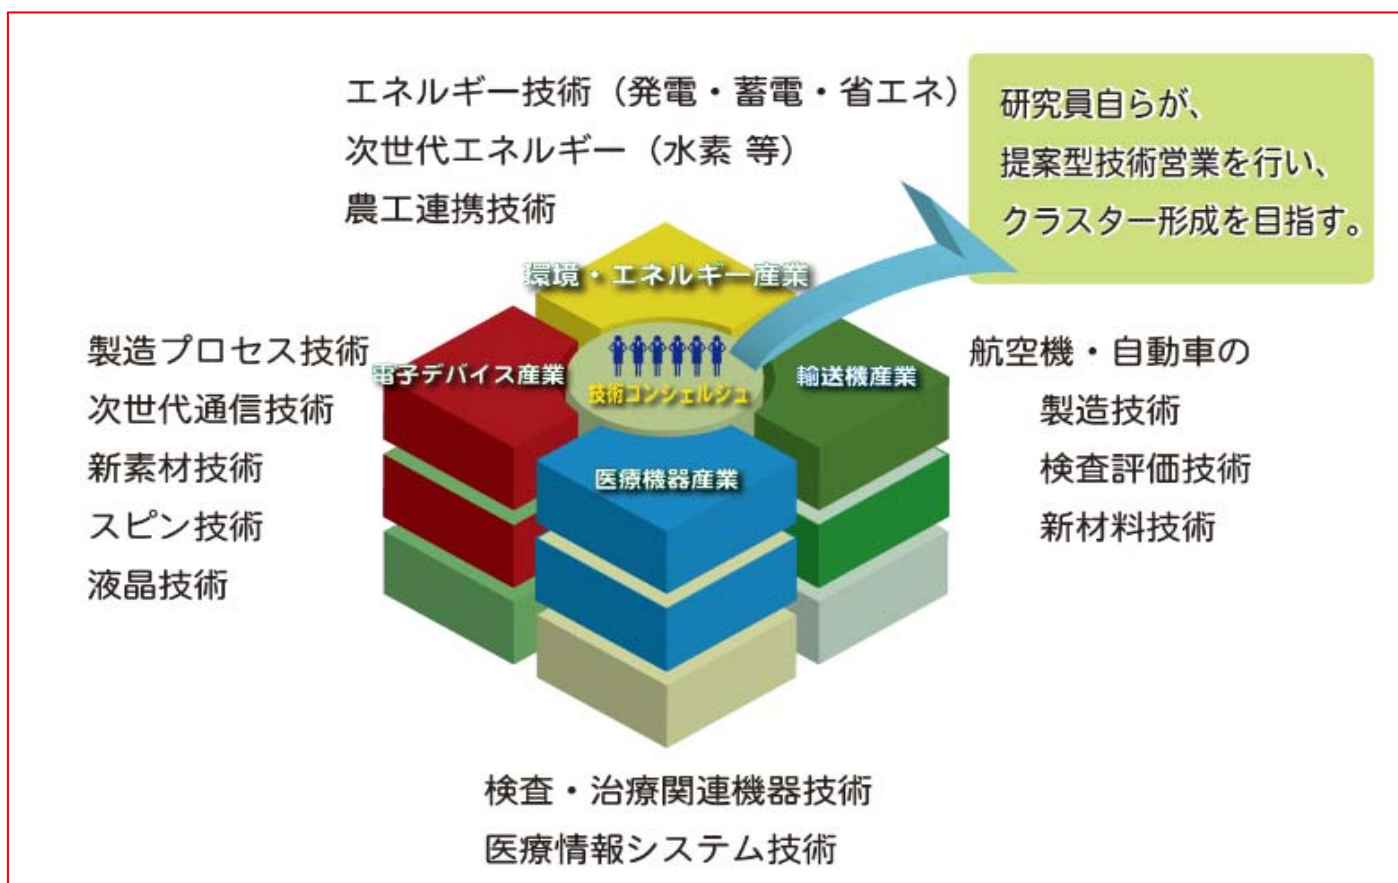 エネルギー技術（発電・蓄電・省エネ）
次世代エネルギー（水素 等）
農工連携技術
研究員自らが、
提案型技術営業を行い、
クラスター形成を目指す。
環境・エネルギー産業
製造プロセス技術
次世代通信技術
新素材技術
スピン技術
液晶技術
電子デバイス産業
技術コンシェルジュ
輸送機産業
航空機・自動車の
製造技術
検査評価技術
新材料技術
医療機器産業
検査・治療関連機器技術
医療情報システム技術